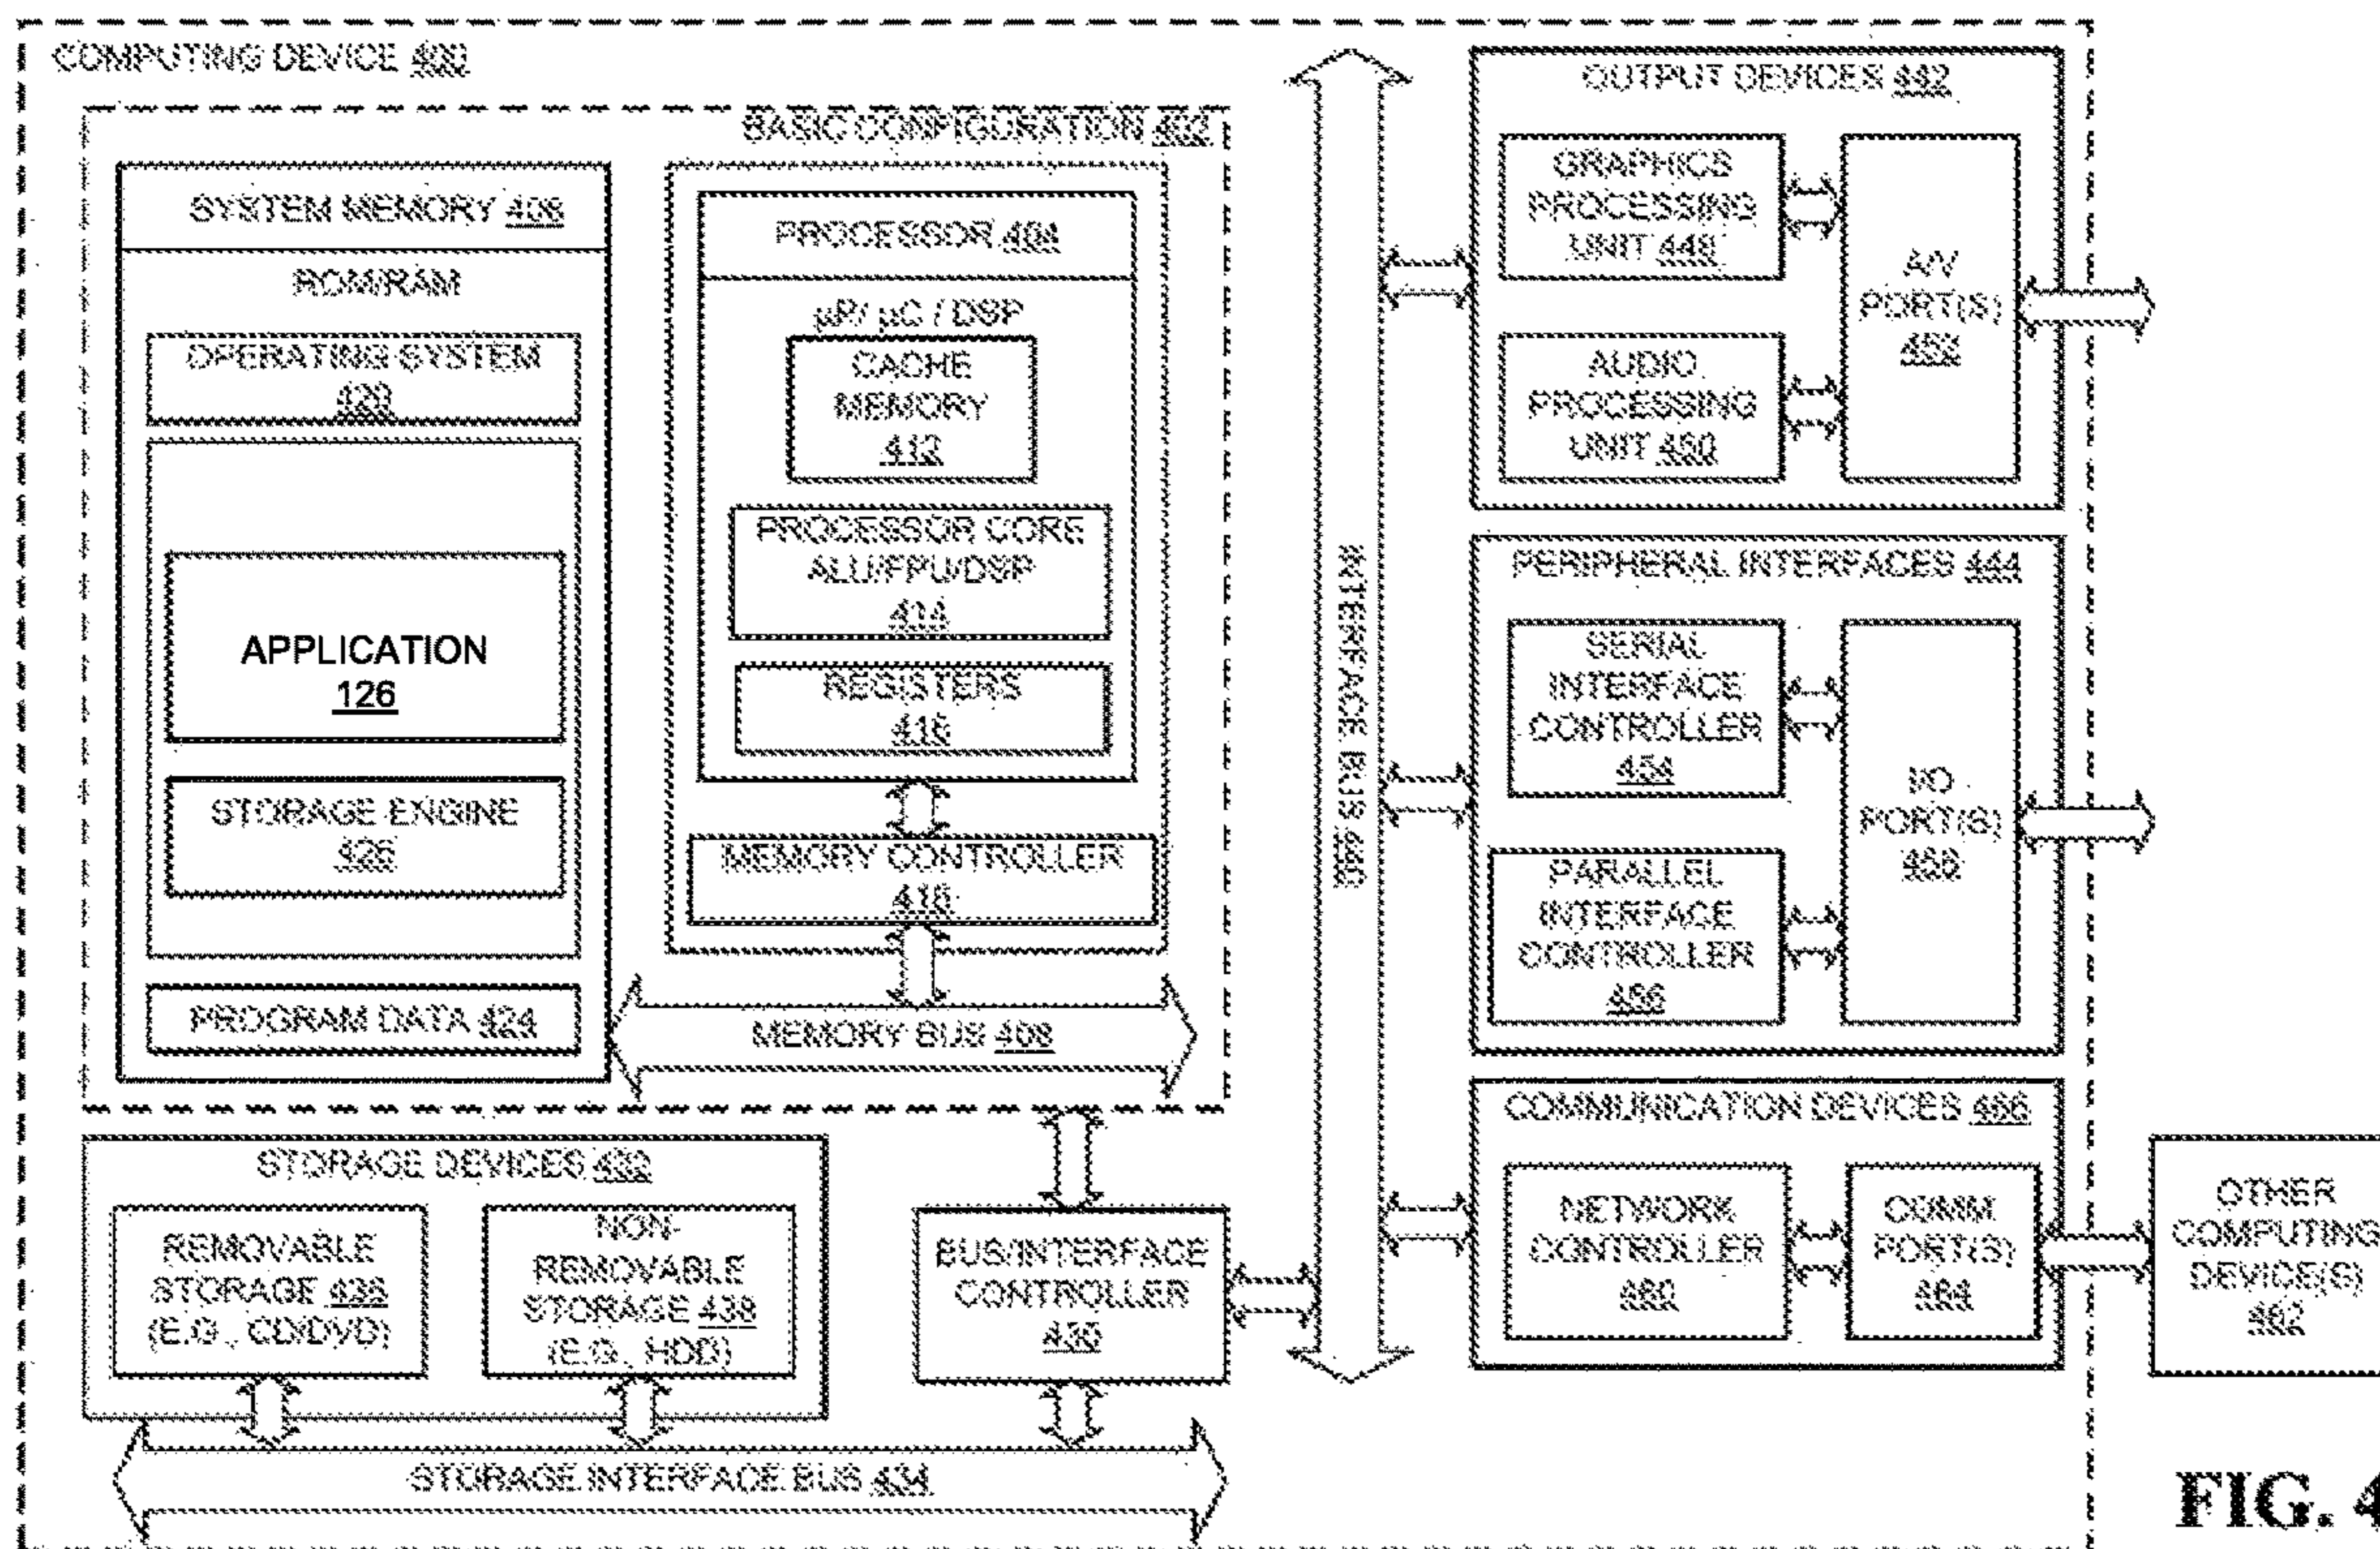 COMPUTING DEVICE 400
BASIC CONFIGURATION 402
SYSTEM MEMORY 406
ROM/RAM
OPERATING SYSTEM
420
APPLICATION
126
STORAGE ENGINE
426
PROGRAM DATA 424
PROCESSOR 404
µP/ µC / DSP
CACHE
MEMORY
412
PROCESSOR CORE
ALU/FPU/DSP
414
REGISTERS
416
MEMORY CONTROLLER
418
MEMORY BUS 408
STORAGE DEVICES 432
REMOVABLE
STORAGE 436
(E.G., CD/DVD)
NON-
REMOVABLE
STORAGE 438
(E.G., HDD)
BUS/INTERFACE
CONTROLLER
430
STORAGE INTERFACE BUS 434
INTERFACE BUS 440
OUTPUT DEVICES 442
GRAPHICS
PROCESSING
UNIT 448
AUDIO
PROCESSING
UNIT 450
A/V
PORT(S)
452
PERIPHERAL INTERFACES 444
SERIAL
INTERFACE
CONTROLLER
454
PARALLEL
INTERFACE
CONTROLLER
456
I/O
PORT(S)
458
COMMUNICATION DEVICES 466
NETWORK
CONTROLLER
460
COMM.
PORT(S)
464
OTHER
COMPUTING
DEVICE(S)
462
FIG. 4